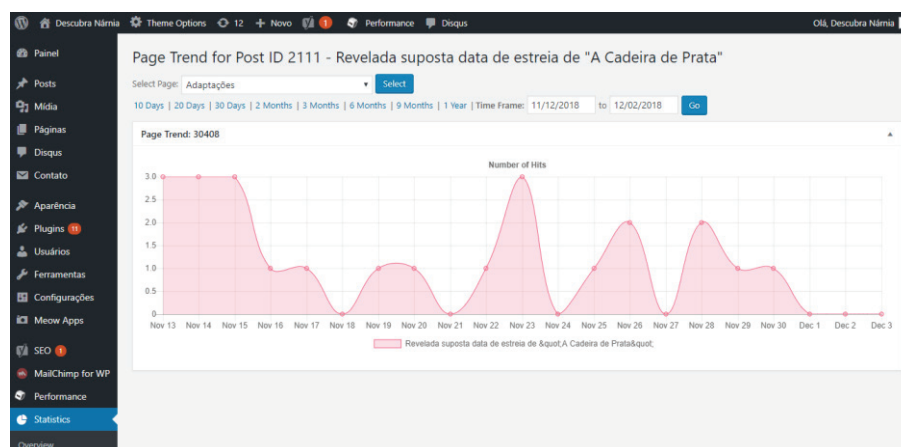 Descubra Nárnia Theme Options 12 Novo 1 Performance Disqus Olá, Descubra Nárnia
Painel
Posts
Mídia
Páginas
Disqus
Contato
Aparência
Plugins 11
Usuários
Ferramentas
Configurações
Meow Apps
SEO 1
MailChimp for WP
Performance
Statistics
Overview
Page Trend for Post ID 2111 - Revelada suposta data de estreia de "A Cadeira de Prata"
Select Page: Adaptações Select
10 Days | 20 Days | 30 Days | 2 Months | 3 Months | 6 Months | 9 Months | 1 Year | Time Frame: 11/12/2018 to 12/02/2018 Go
Page Trend: 30408
Number of Hits
3.0
2.5
2.0
1.5
1.0
0.5
0
Nov 13 Nov 14 Nov 15 Nov 16 Nov 17 Nov 18 Nov 19 Nov 20 Nov 21 Nov 22 Nov 23 Nov 24 Nov 25 Nov 26 Nov 27 Nov 28 Nov 29 Nov 30 Dec 1 Dec 2 Dec 3
Revelada suposta data de estreia de &quot;A Cadeira de Prata&quot;